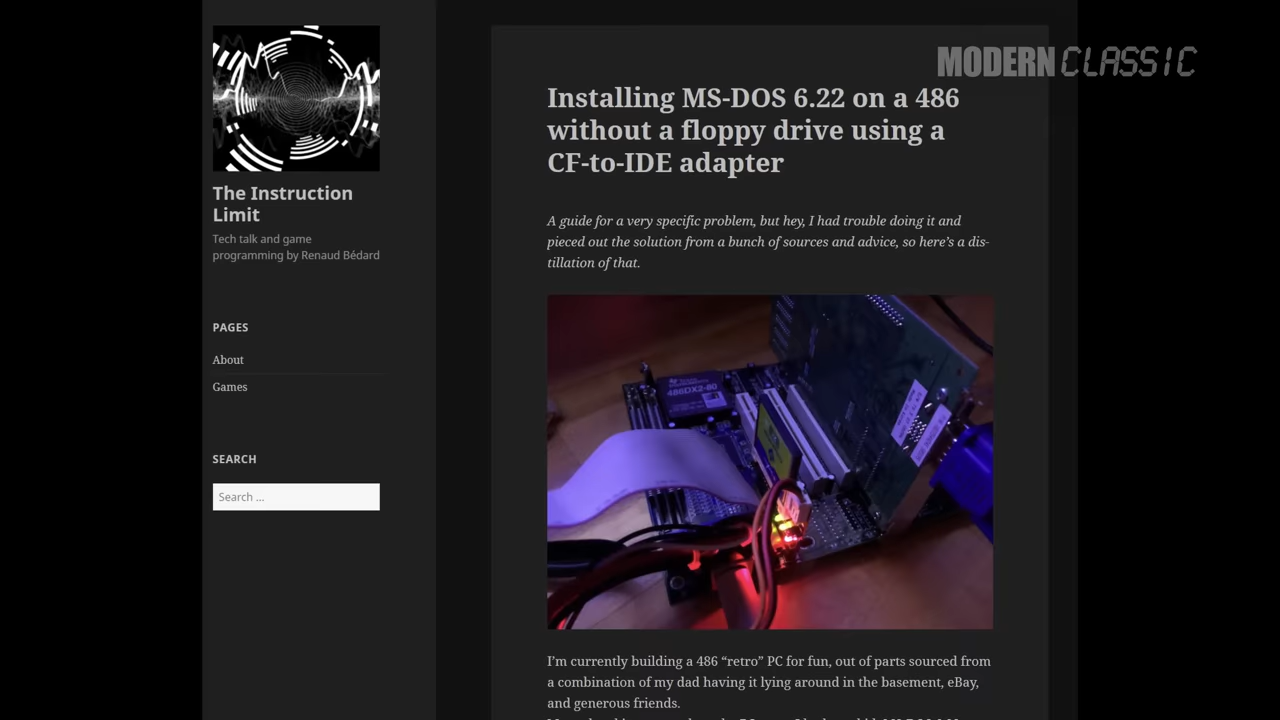 MODERN CLASSIC
Installing MS-DOS 6.22 on a 486
without a floppy drive using a
CF-to-IDE adapter
The Instruction
Limit
Tech talk and game
programming by Renaud Bédard
A guide for a very specific problem, but hey, I had trouble doing it and
pieced out the solution from a bunch of sources and advice, so here’s a dis-
tillation of that.
PAGES
About
Games
486DX2-80
SEARCH
Search ...
I’m currently building a 486 “retro” PC for fun, out of parts sourced from
a combination of my dad having it lying around in the basement, eBay,
and generous friends.